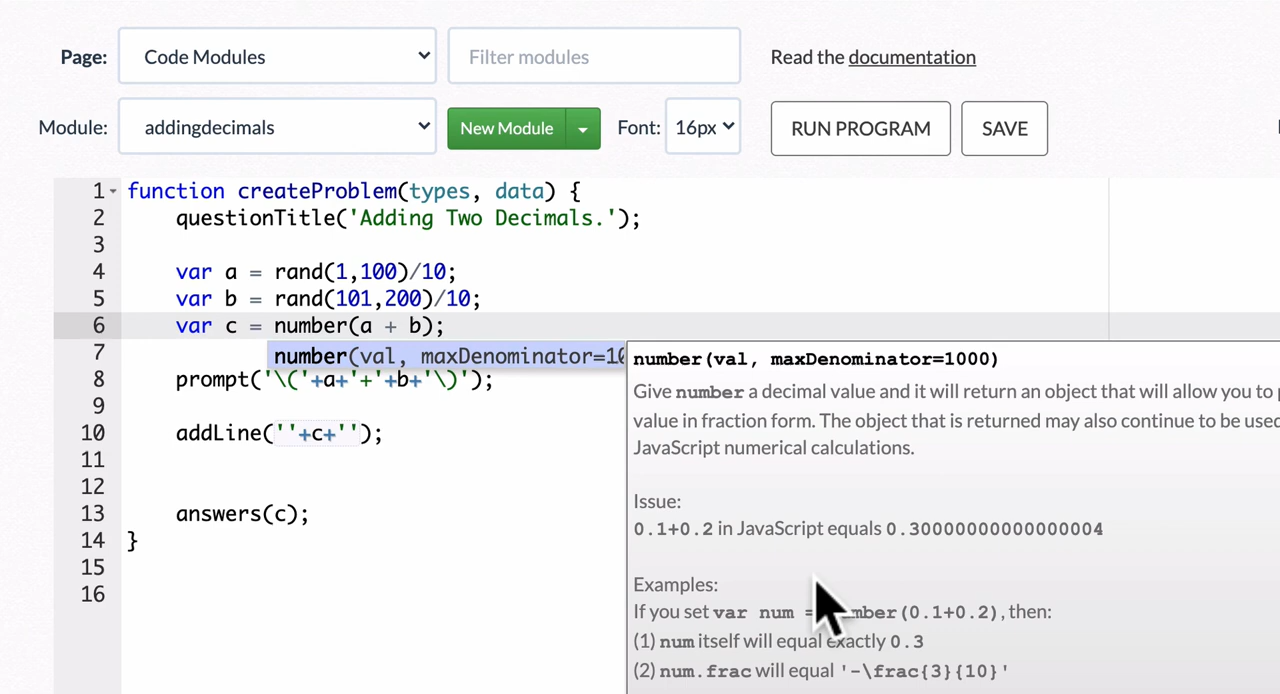 Page: Code Modules Filter modules Read the documentation
Module: addingdecimals New Module Font: 16px RUN PROGRAM SAVE
1 function createProblem(types, data) {
2 questionTitle('Adding Two Decimals.');
3
4 var a = rand(1,100)/10;
5 var b = rand(101,200)/10;
6 var c = number(a + b);
7 number(val, maxDenominator=10
8 prompt('\('+a+'+'+b+'\)');
9
10 addLine(''+c+'');
11
12
13 answers(c);
14 }
15
16
number(val, maxDenominator=1000)
Give number a decimal value and it will return an object that will allow you to
value in fraction form. The object that is returned may also continue to be used
JavaScript numerical calculations.
Issue:
0.1+0.2 in JavaScript equals 0.30000000000000004
Examples:
If you set var num = (0.1+0.2), then:
(1) num itself will equal exactly 0.3
(2) num.frac will equal '-\frac{3}{10}'